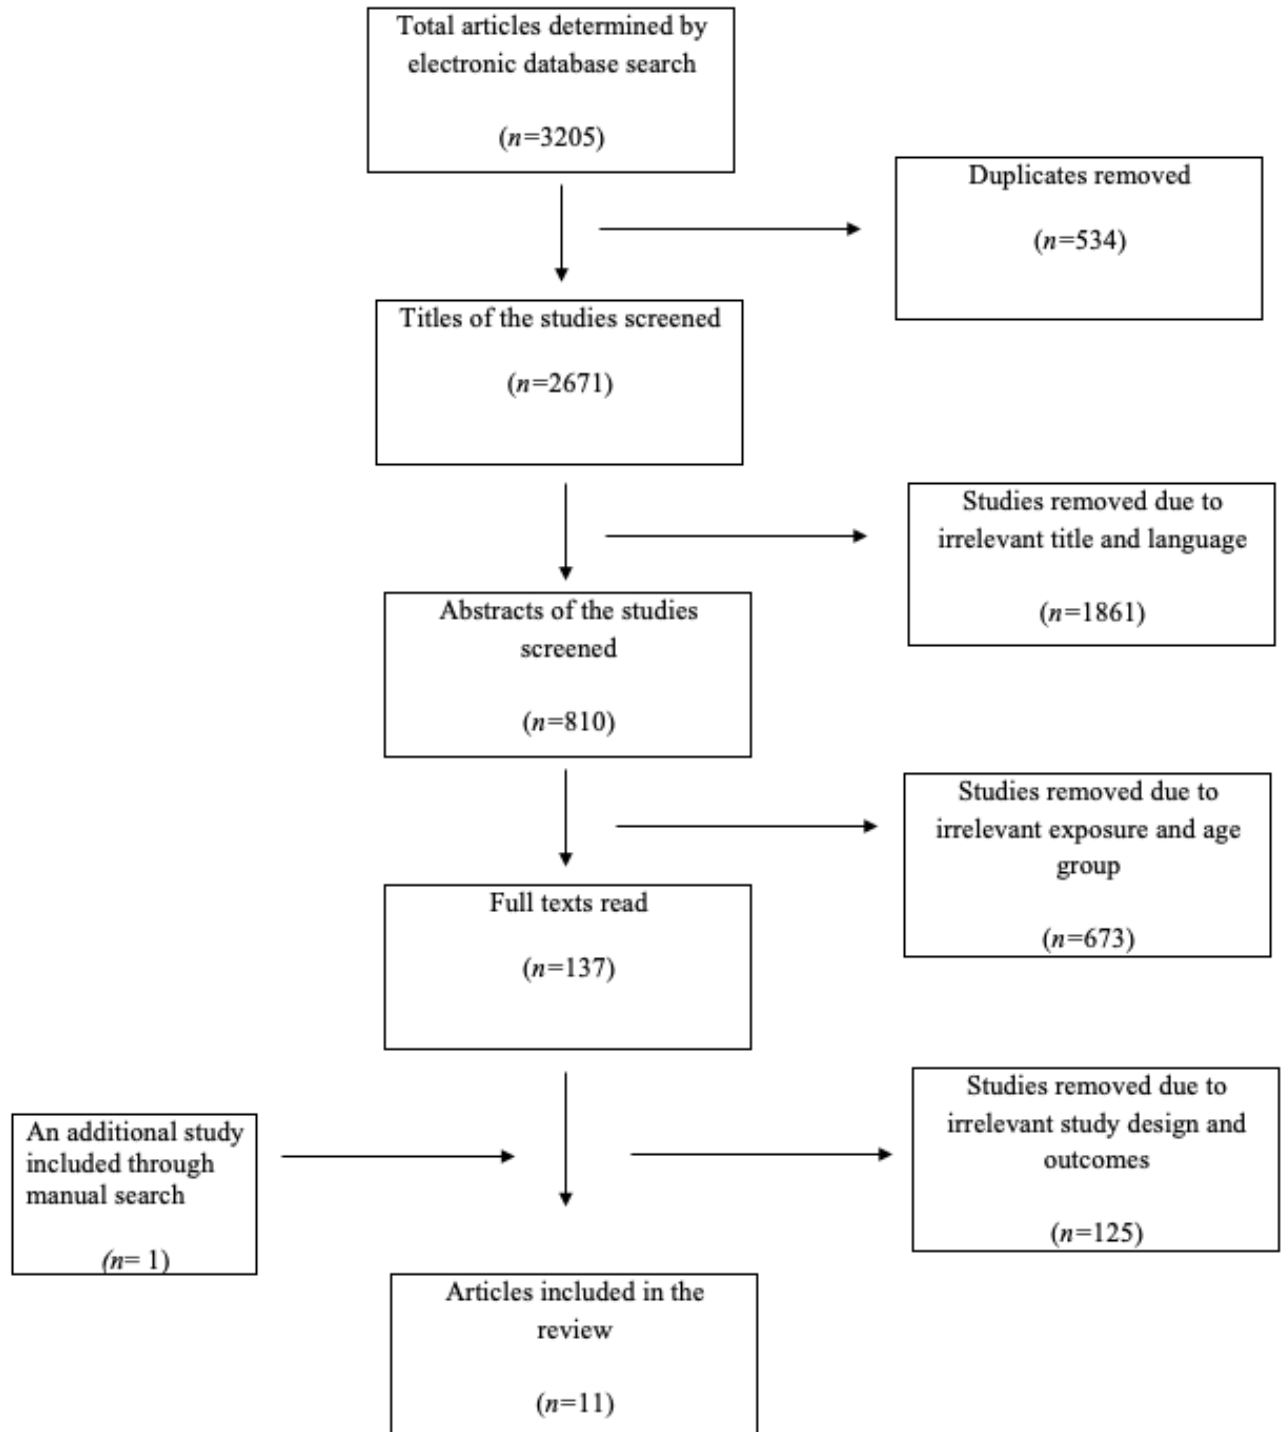 Total articles determined by
electronic database search
(n=3205)
Duplicates removed
(n=534)
Titles of the studies screened
(n=2671)
Studies removed due to
irrelevant title and language
(n=1861)
Abstracts of the studies
screened
(n=810)
Studies removed due to
irrelevant exposure and age
group
(n=673)
Full texts read
(n=137)
Studies removed due to
irrelevant study design and
outcomes
(n=125)
An additional study
included through
manual search
(n= 1)
Articles included in the
review
(n=11)